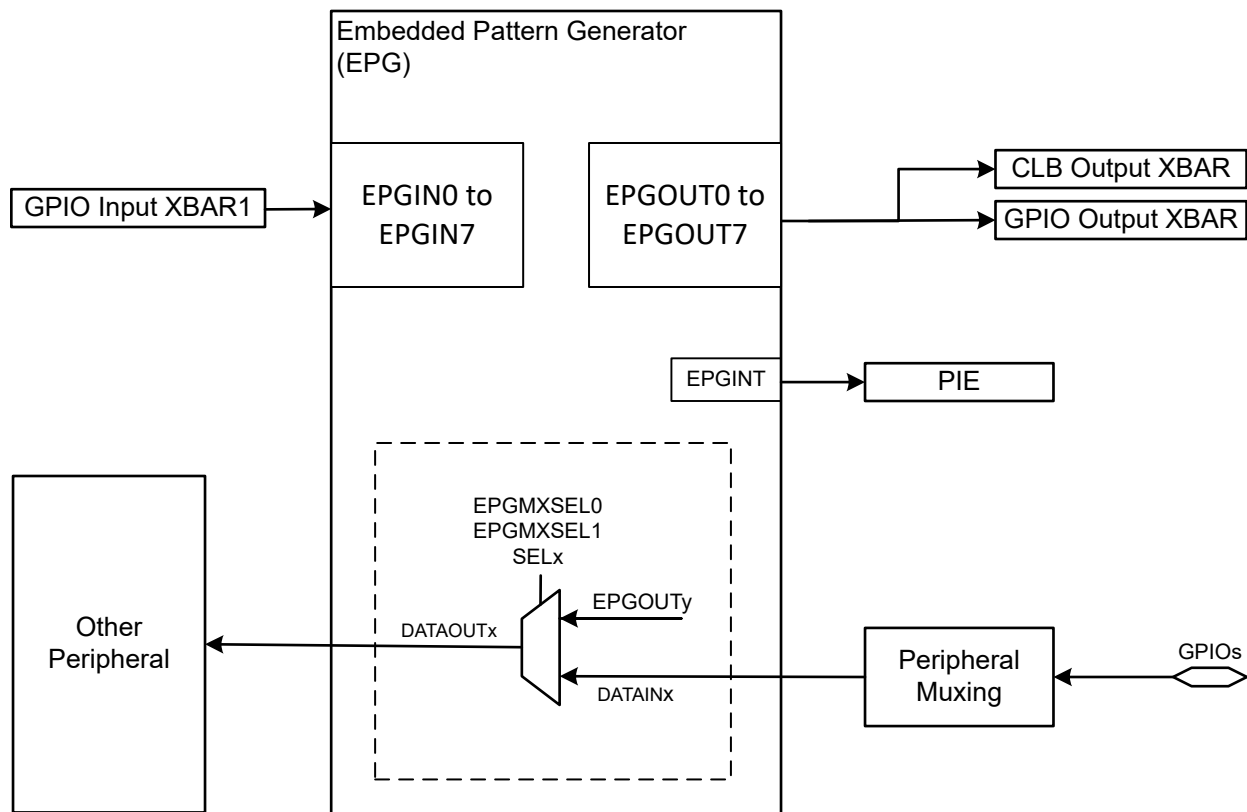 Embedded Pattern Generator
(EPG)
GPIO Input XBAR1
EPGIN0 to
EPGIN7
EPGOUT0 to
EPGOUT7
CLB Output XBAR
GPIO Output XBAR
EPGINT
PIE
EPGMXSEL0
EPGMXSEL1
SELx
EPGOUTy
DATAOUTx
DATAINx
Other
Peripheral
Peripheral
Muxing
GPIOs